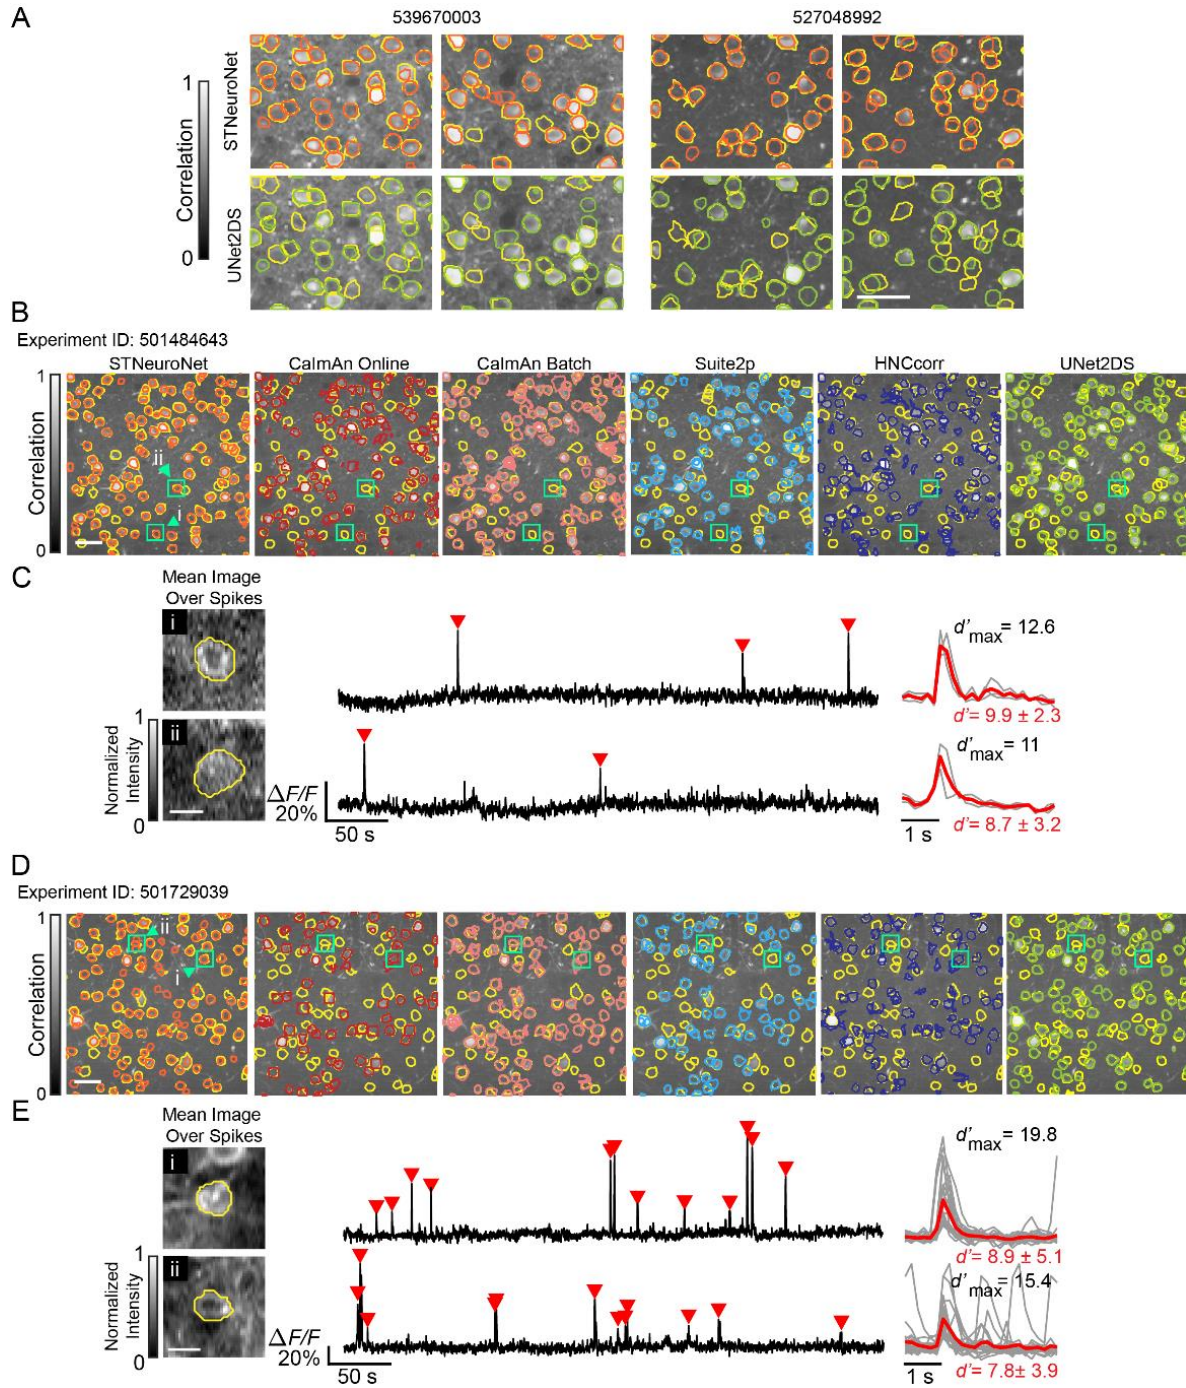 A
539670003 527048992
1
Correlation
0
STNeuroNet
UNet2DS
B
Experiment ID: 501484643
STNeuroNet CaImAn Online CaImAn Batch Suite2p HNCcorr UNet2DS
1
Correlation
0
ii
i
C
Mean Image
Over Spikes
i
d'max = 12.6
d' = 9.9 ± 2.3
1
Normalized
Intensity
0
ii
d'max = 11
d' = 8.7 ± 3.2
ΔF/F
20%
50 s
1 s
D
Experiment ID: 501729039
1
Correlation
0
ii
i
E
Mean Image
Over Spikes
i
d'max = 19.8
d' = 8.9 ± 5.1
1
Normalized
Intensity
0
ii
d'max = 15.4
d' = 7.8 ± 3.9
ΔF/F
20%
50 s
1 s